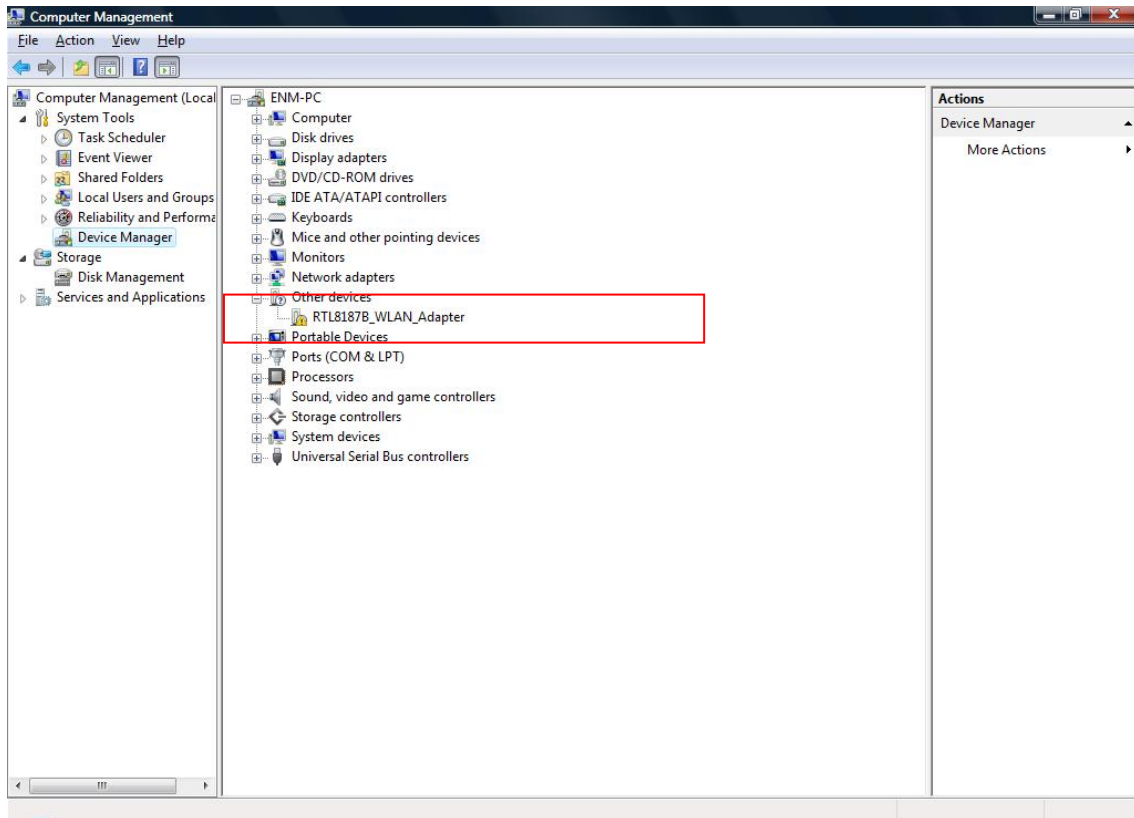 Computer Management
File Action View Help
Computer Management (Local
System Tools
Task Scheduler
Event Viewer
Shared Folders
Local Users and Groups
Reliability and Performa
Device Manager
Storage
Disk Management
Services and Applications
ENM-PC
Computer
Disk drives
Display adapters
DVD/CD-ROM drives
IDE ATA/ATAPI controllers
Keyboards
Mice and other pointing devices
Monitors
Network adapters
Other devices
RTL8187B_WLAN_Adapter
Portable Devices
Ports (COM & LPT)
Processors
Sound, video and game controllers
Storage controllers
System devices
Universal Serial Bus controllers
Actions
Device Manager
More Actions